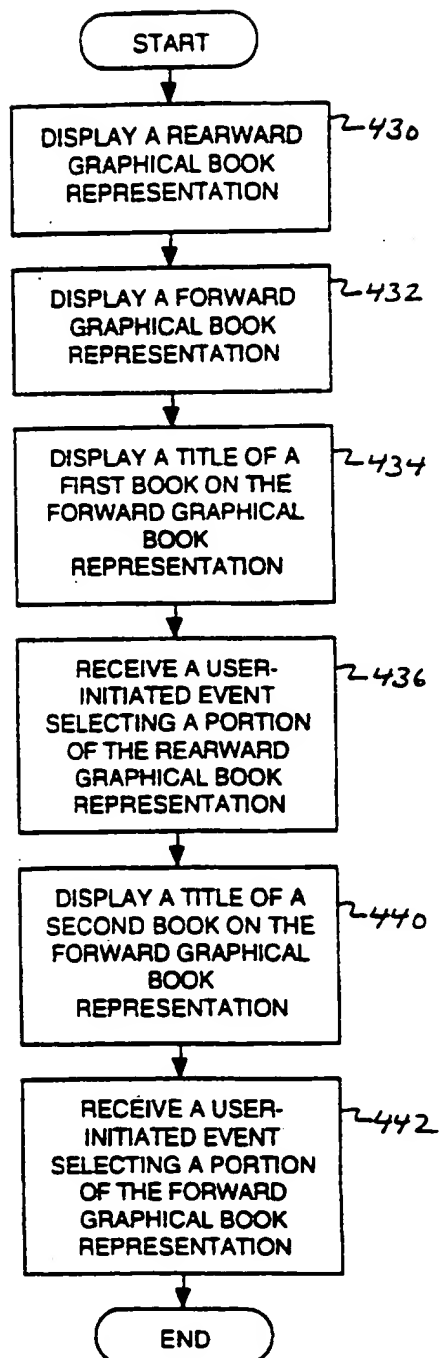 START
DISPLAY A REARWARD
GRAPHICAL BOOK
REPRESENTATION
430
DISPLAY A FORWARD
GRAPHICAL BOOK
REPRESENTATION
432
DISPLAY A TITLE OF A
FIRST BOOK ON THE
FORWARD GRAPHICAL
BOOK
REPRESENTATION
434
RECEIVE A USER-
INITIATED EVENT
SELECTING A PORTION
OF THE REARWARD
GRAPHICAL BOOK
REPRESENTATION
436
DISPLAY A TITLE OF A
SECOND BOOK ON THE
FORWARD GRAPHICAL
BOOK
REPRESENTATION
440
RECEIVE A USER-
INITIATED EVENT
SELECTING A PORTION
OF THE FORWARD
GRAPHICAL BOOK
REPRESENTATION
442
END